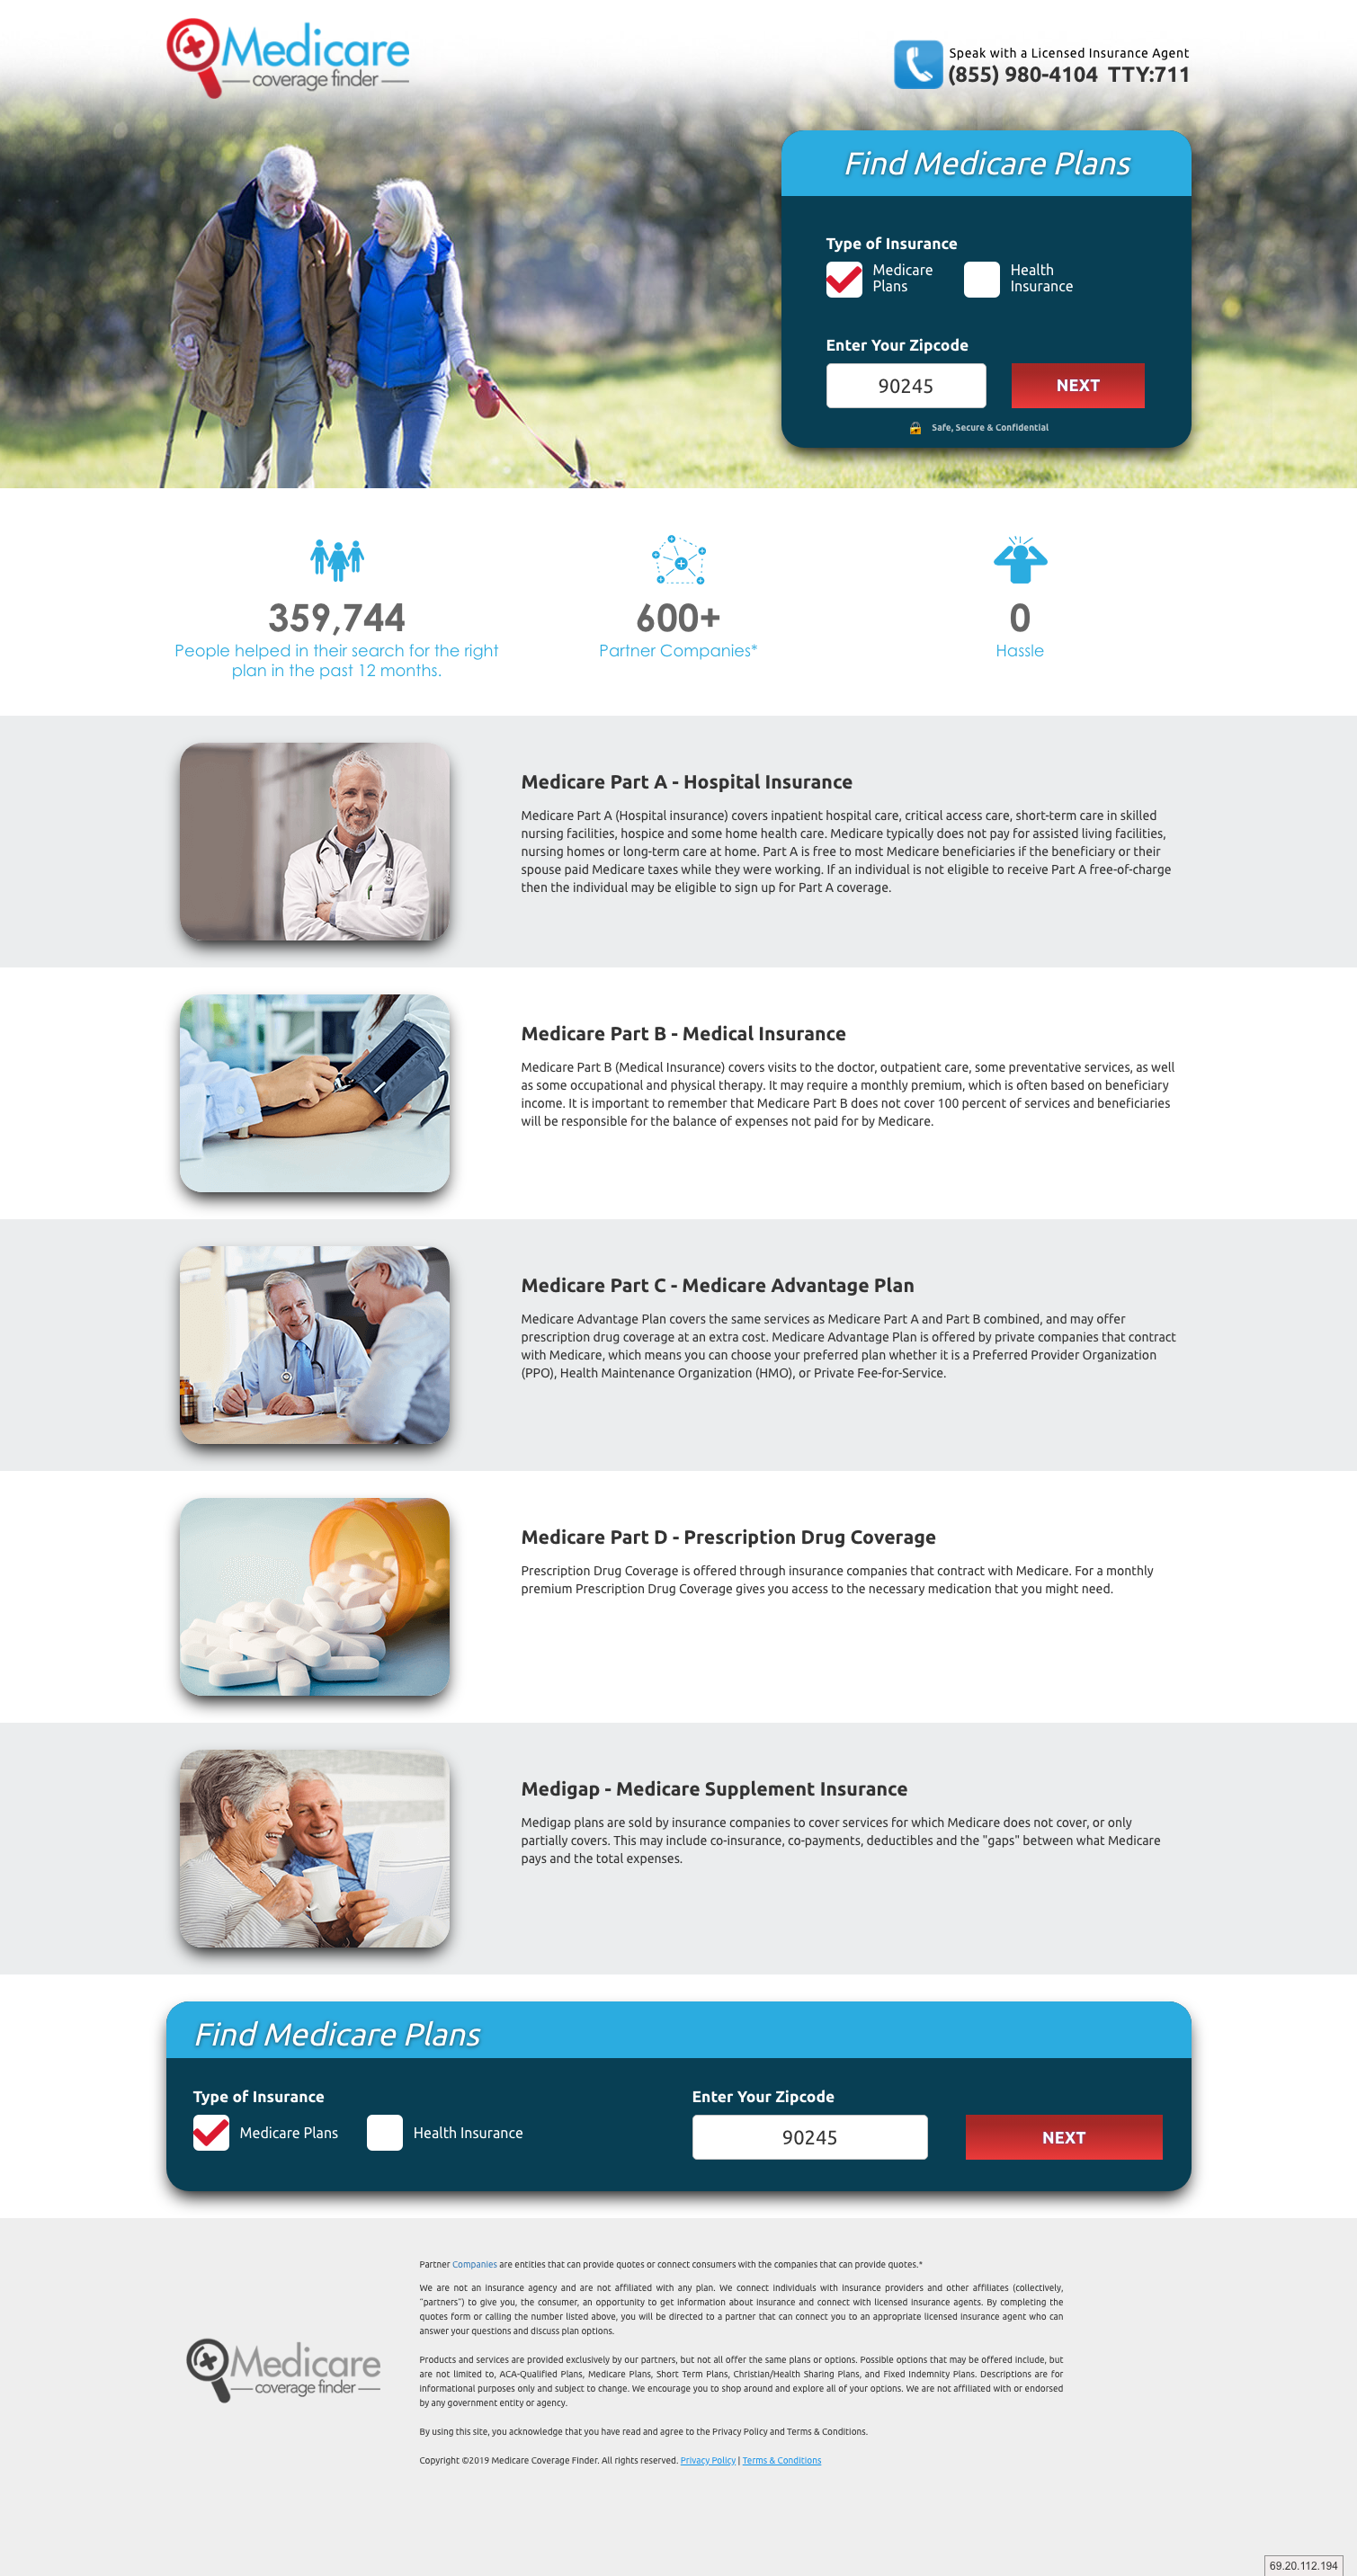 Medicare
coverage finder
Speak with a Licensed Insurance Agent
(855) 980-4104 TTY:711
Find Medicare Plans
Type of Insurance
Medicare
Plans
Health
Insurance
Enter Your Zipcode
90245
NEXT
Safe, Secure & Confidential
359,744
People helped in their search for the right
plan in the past 12 months.
600+
Partner Companies*
0
Hassle
Medicare Part A - Hospital Insurance
Medicare Part A (Hospital insurance) covers inpatient hospital care, critical access care, short-term care in skilled
nursing facilities, hospice and some home health care. Medicare typically does not pay for assisted living facilities,
nursing homes or long-term care at home. Part A is free to most Medicare beneficiaries if the beneficiary or their
spouse paid Medicare taxes while they were working. If an individual is not eligible to receive Part A free-of-charge
then the individual may be eligible to sign up for Part A coverage.
Medicare Part B - Medical Insurance
Medicare Part B (Medical Insurance) covers visits to the doctor, outpatient care, some preventative services, as well
as some occupational and physical therapy. It may require a monthly premium, which is often based on beneficiary
income. It is important to remember that Medicare Part B does not cover 100 percent of services and beneficiaries
will be responsible for the balance of expenses not paid for by Medicare.
Medicare Part C - Medicare Advantage Plan
Medicare Advantage Plan covers the same services as Medicare Part A and Part B combined, and may offer
prescription drug coverage at an extra cost. Medicare Advantage Plan is offered by private companies that contract
with Medicare, which means you can choose your preferred plan whether it is a Preferred Provider Organization
(PPO), Health Maintenance Organization (HMO), or Private Fee-for-Service.
Medicare Part D - Prescription Drug Coverage
Prescription Drug Coverage is offered through insurance companies that contract with Medicare. For a monthly
premium Prescription Drug Coverage gives you access to the necessary medication that you might need.
Medigap - Medicare Supplement Insurance
Medigap plans are sold by insurance companies to cover services for which Medicare does not cover, or only
partially covers. This may include co-insurance, co-payments, deductibles and the "gaps" between what Medicare
pays and the total expenses.
Find Medicare Plans
Type of Insurance
Medicare Plans
Health Insurance
Enter Your Zipcode
90245
NEXT
Medicare
coverage finder
Partner Companies are entities that can provide quotes or connect consumers with the companies that can provide quotes.*
We are not an insurance agency and are not affiliated with any plan. We connect individuals with insurance providers and other affiliates (collectively,
"partners") to give you, the consumer, an opportunity to get information about insurance and connect with licensed insurance agents. By completing the
quotes form or calling the number listed above, you will be directed to a partner that can connect you to an appropriate licensed insurance agent who can
answer your questions and discuss plan options.
Products and services are provided exclusively by our partners, but not all offer the same plans or options. Possible options that may be offered include, but
are not limited to, ACA-Qualified Plans, Medicare Plans, Short Term Plans, Christian/Health Sharing Plans, and Fixed Indemnity Plans. Descriptions are for
informational purposes only and subject to change. We encourage you to shop around and explore all of your options. We are not affiliated with or endorsed
by any government entity or agency.
By using this site, you acknowledge that you have read and agree to the Privacy Policy and Terms & Conditions.
Copyright ©2019 Medicare Coverage Finder. All rights reserved. Privacy Policy | Terms & Conditions
69.20.112.194